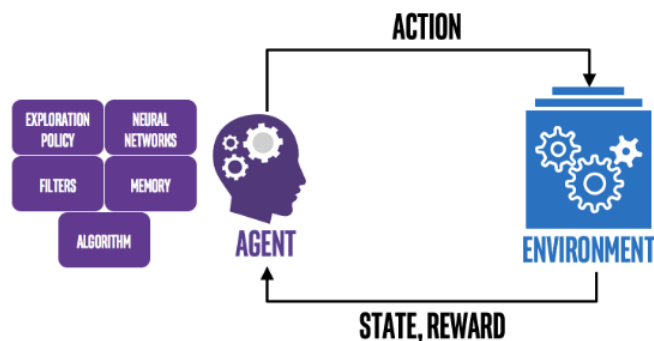 ACTION
EXPLORATION
POLICY
NEURAL
NETWORKS
FILTERS
MEMORY
ALGORITHM
AGENT
ENVIRONMENT
STATE, REWARD